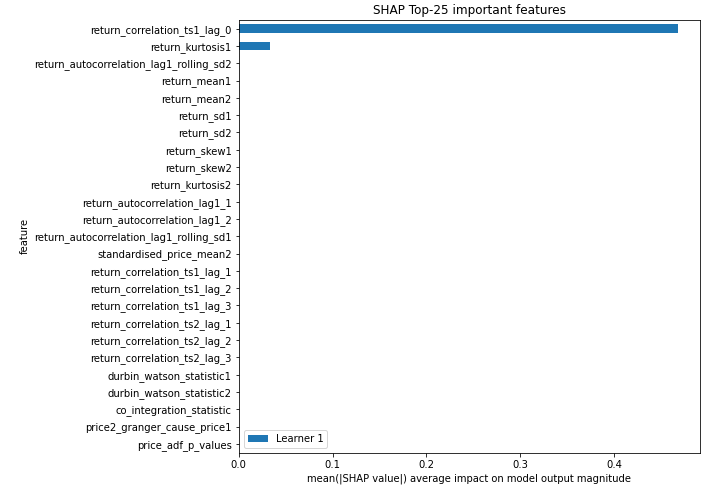 SHAP Top-25 important features
return_correlation_ts1_lag_0
return_kurtosis1
return_autocorrelation_lag1_rolling_sd2
return_mean1
return_mean2
return_sd1
return_sd2
return_skew1
return_skew2
return_kurtosis2
return_autocorrelation_lag1_1
return_autocorrelation_lag1_2
return_autocorrelation_lag1_rolling_sd1
standardised_price_mean2
return_correlation_ts1_lag_1
return_correlation_ts1_lag_2
return_correlation_ts1_lag_3
return_correlation_ts2_lag_1
return_correlation_ts2_lag_2
return_correlation_ts2_lag_3
durbin_watson_statistic1
durbin_watson_statistic2
co_integration_statistic
price2_granger_cause_price1
price_adf_p_values
feature
Learner 1
0.0 0.1 0.2 0.3 0.4
mean(|SHAP value|) average impact on model output magnitude